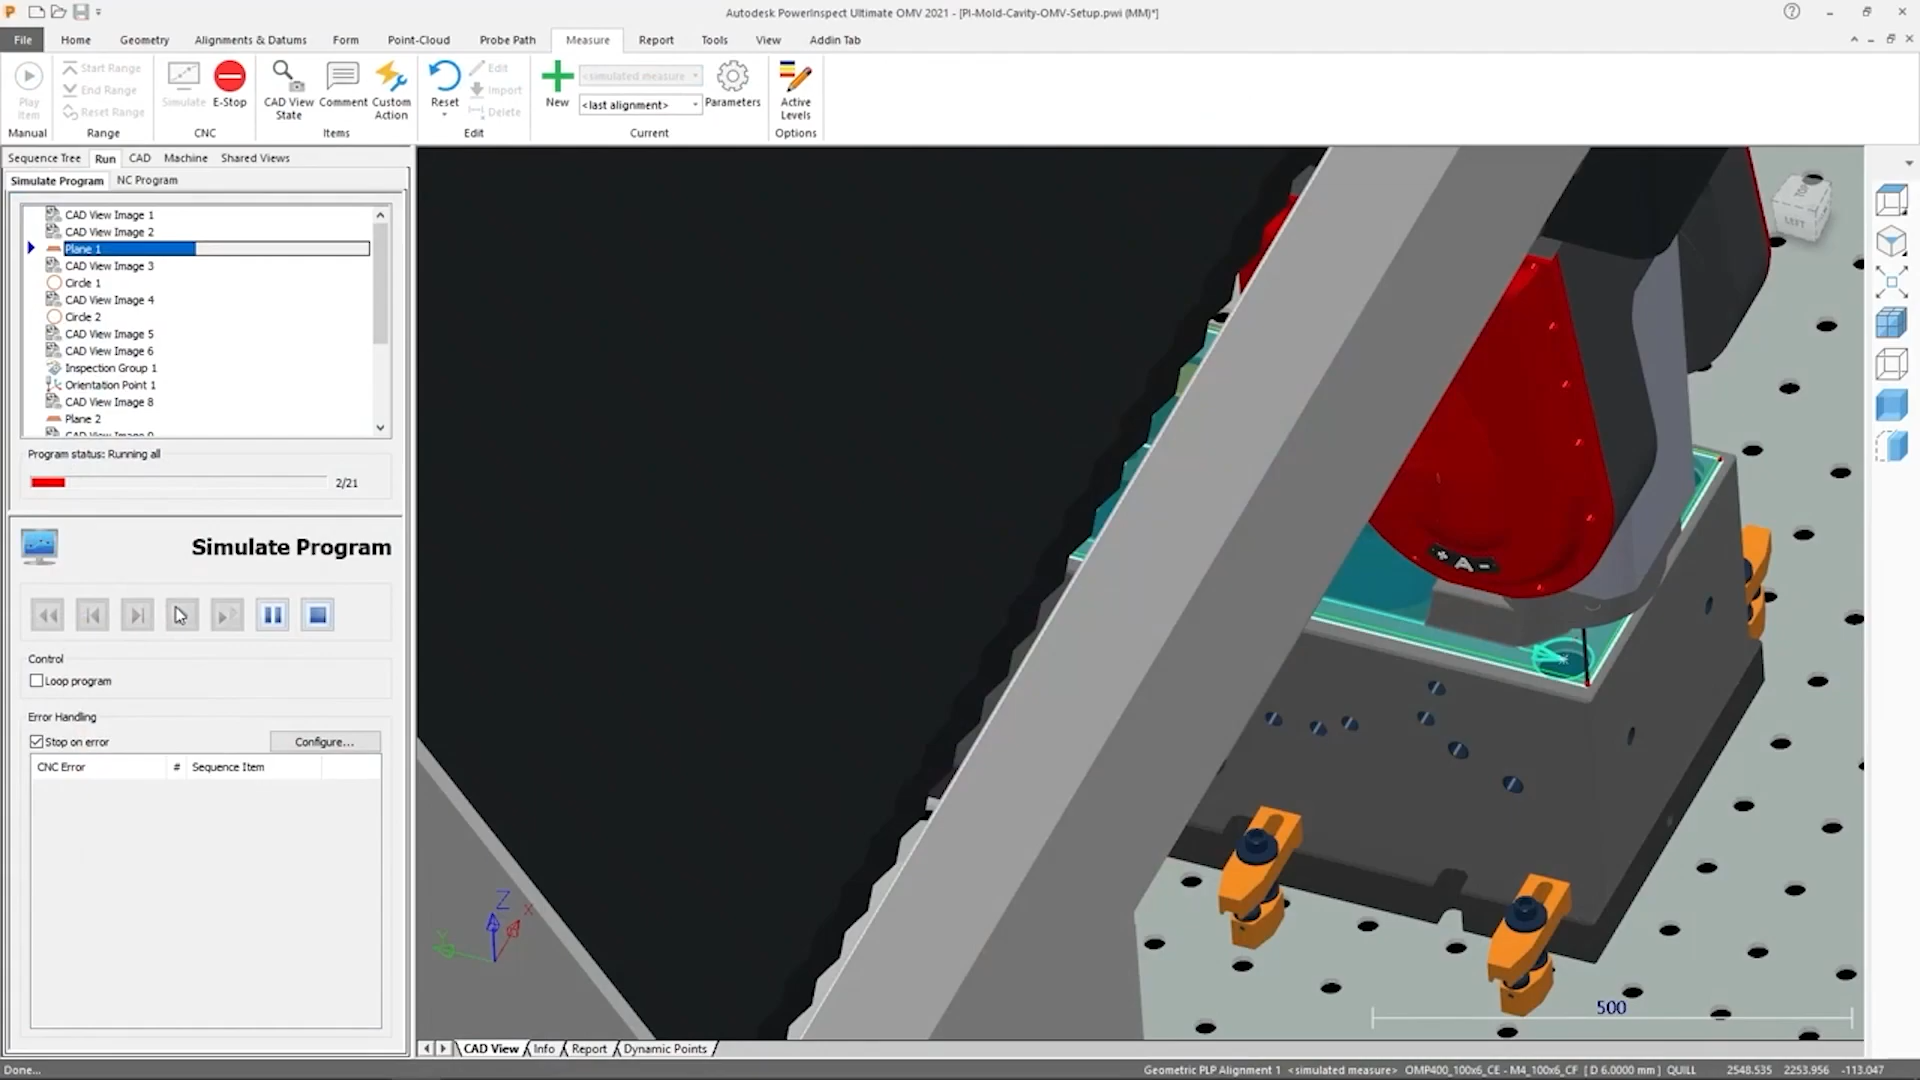 Autodesk PowerInspect Ultimate OMV 2021 - [PI-Mold-Cavity-OMV-Setup.pwi (MM)*]
File Home Geometry Alignments & Datums Form Point-Cloud Probe Path Measure Report Tools View Addin Tab
Play Item
Manual
Start Range
End Range
Reset Range
Range
Simulate
E-Stop
CNC
CAD View State
Comment
Custom Action
Items
Reset
Edit
Import
Delete
Edit
New
<simulated measure
<last alignment>
Parameters
Current
Active Levels
Options
Sequence Tree Run CAD Machine Shared Views
Simulate Program NC Program
CAD View Image 1
CAD View Image 2
Plane 1
CAD View Image 3
Circle 1
CAD View Image 4
Circle 2
CAD View Image 5
CAD View Image 6
Inspection Group 1
Orientation Point 1
CAD View Image 8
Plane 2
Program status: Running all
2/21
Simulate Program
Control
Loop program
Error Handling
Stop on error
Configure...
CNC Error # Sequence Item
TOP
LEFT
A
Z
X
Y
500
CAD View Info Report Dynamic Points
Done... Geometric PLP Alignment 1 <simulated measure> OMP400_100x6_CE - M4_100x6_CF [ D 6.0000 mm ] QUILL 2548.535 2253.956 -113.047